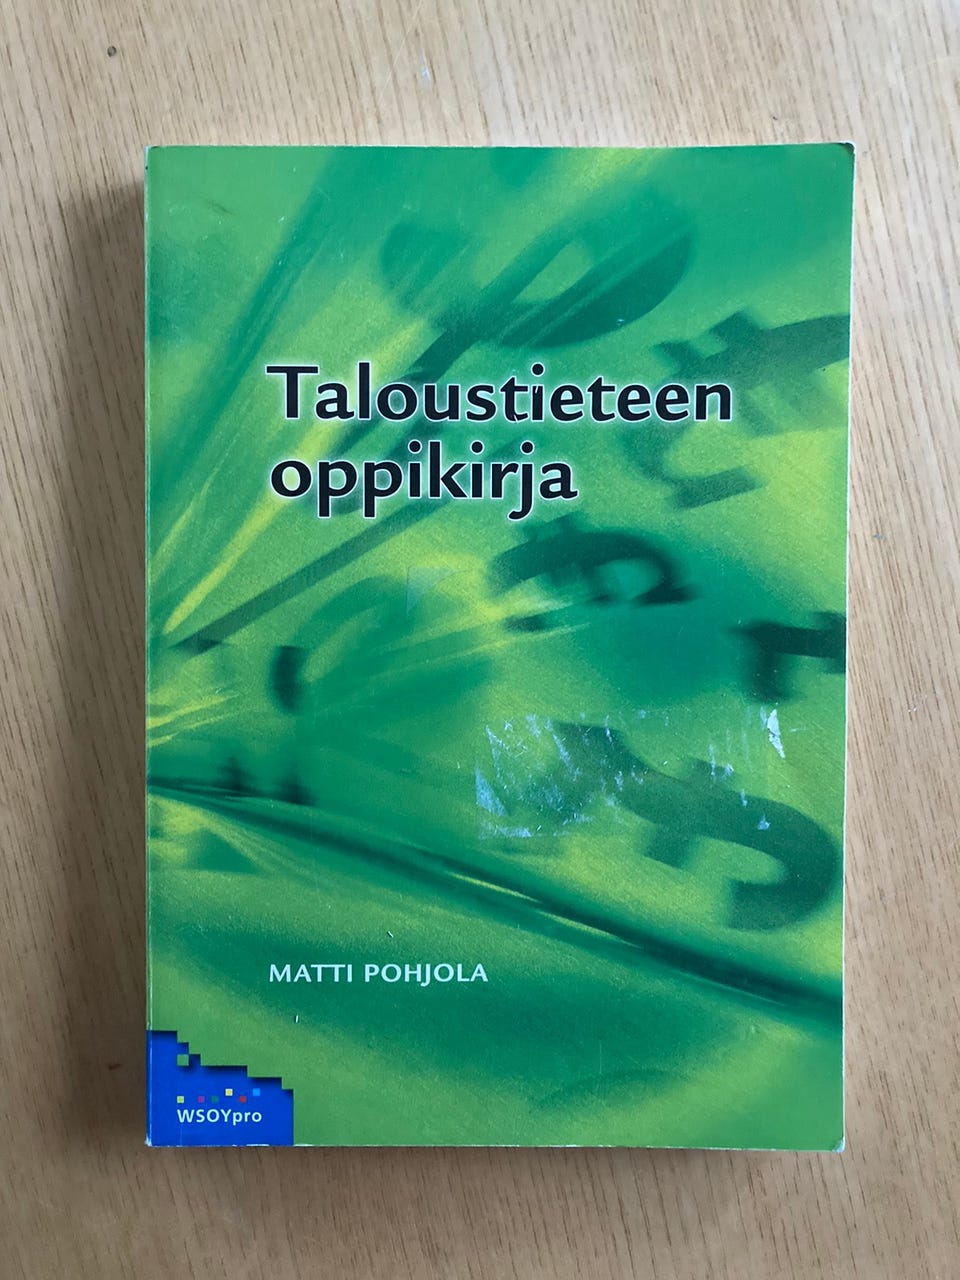 Taloustieteen
oppikirja
MATTI POHJOLA
WSOYpro